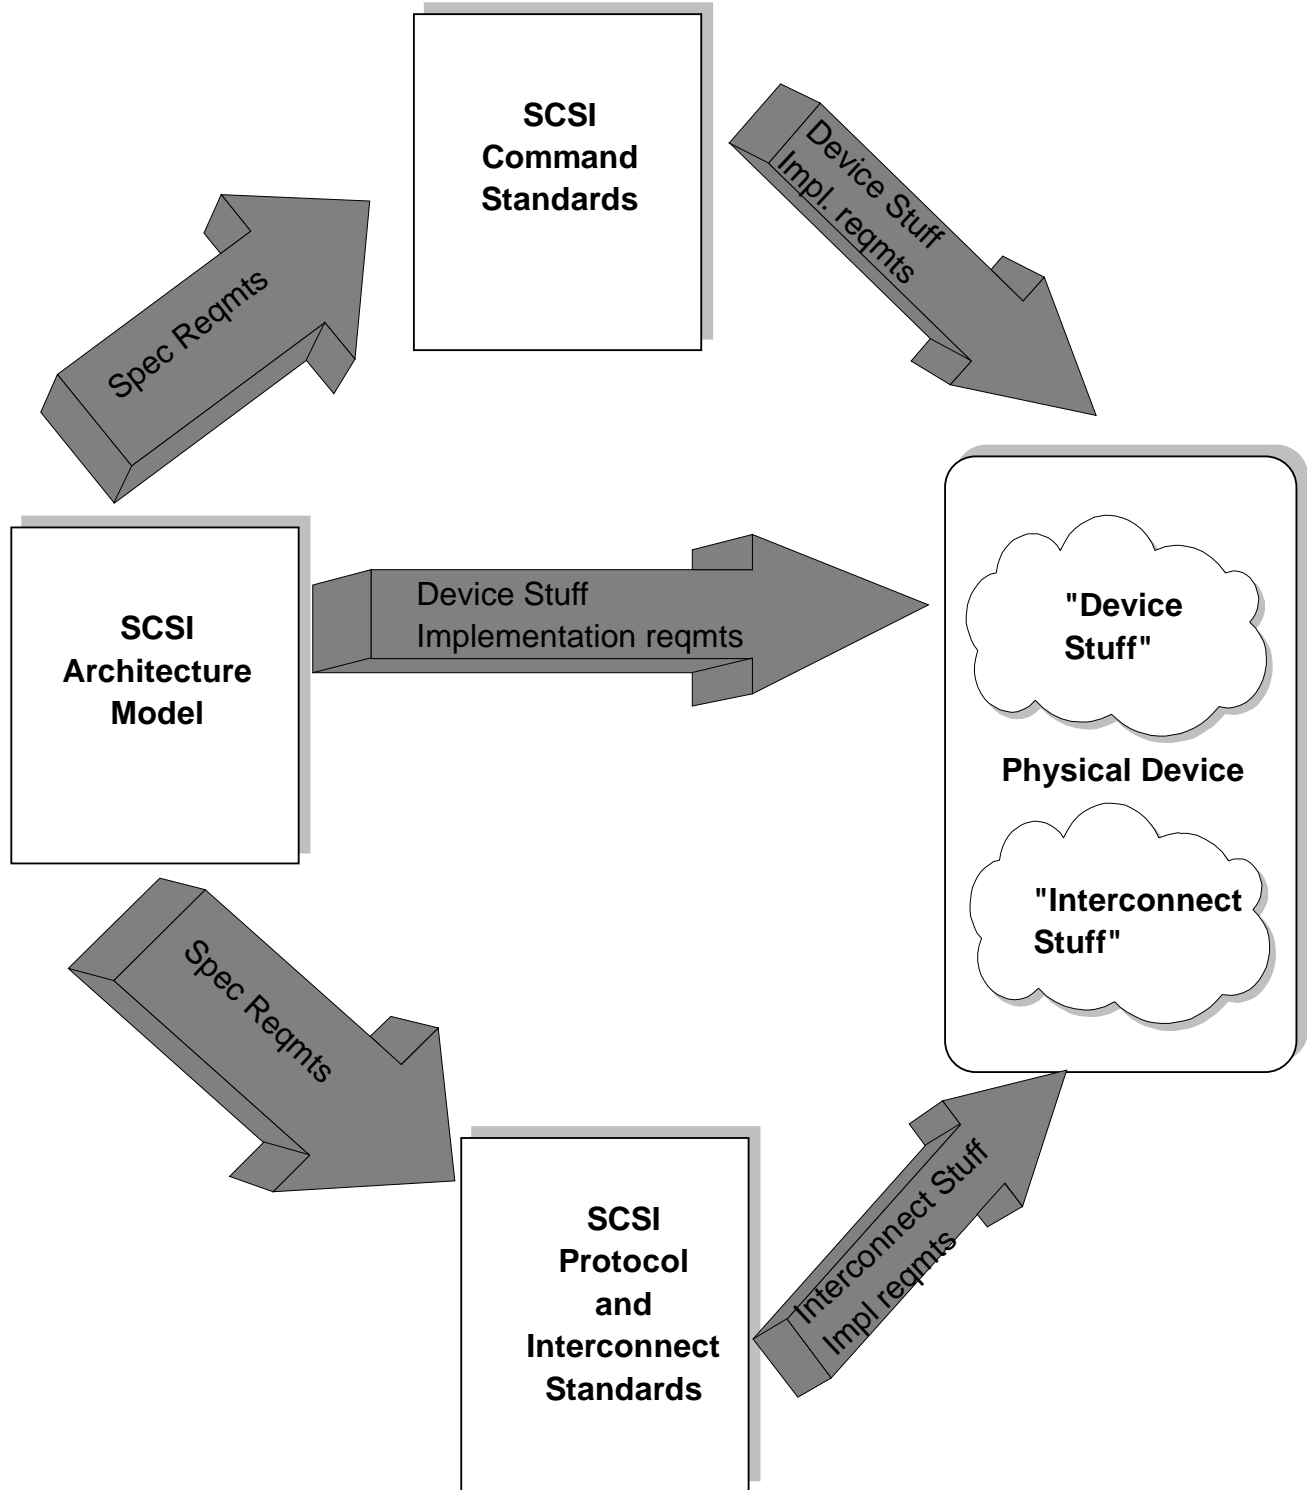 SCSI
Command
Standards
Device Stuff
Impl. reqmts
Spec Reqmts
SCSI
Architecture
Model
Device Stuff
Implementation reqmts
"Device
Stuff"
Physical Device
"Interconnect
Stuff"
Spec Reqmts
SCSI
Protocol
and
Interconnect
Standards
Interconnect Stuff
Impl reqmts